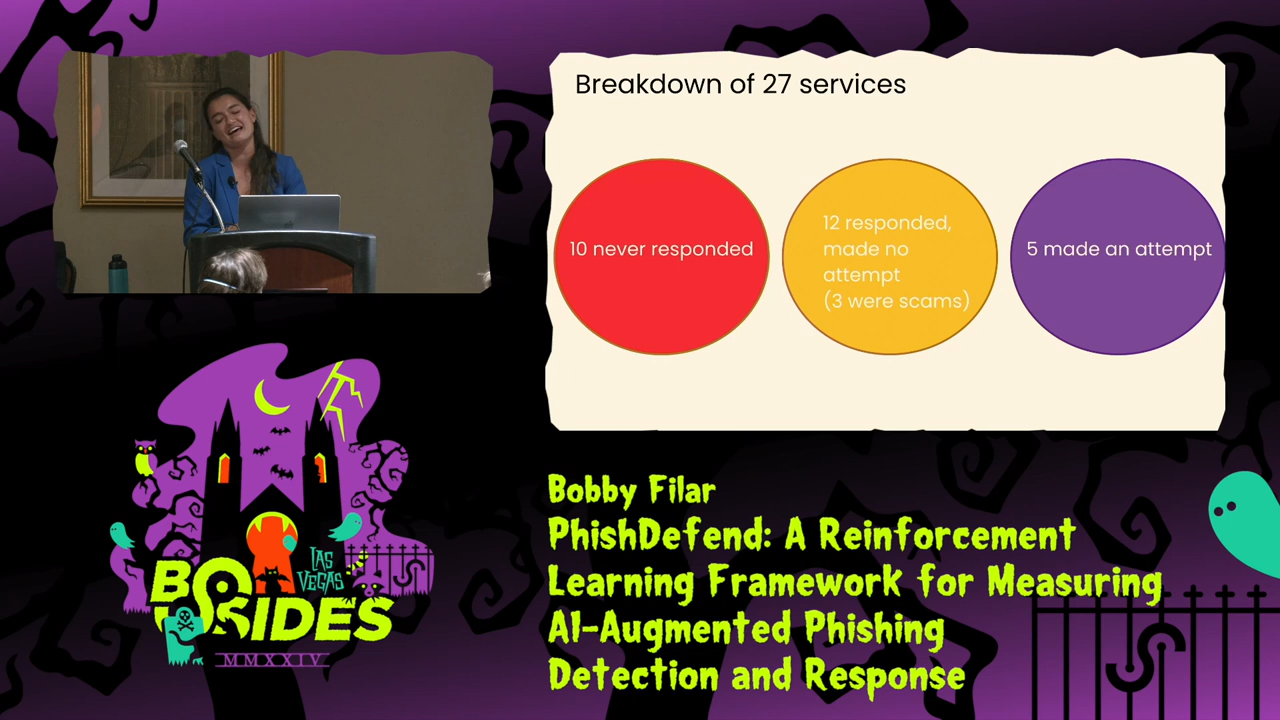 Breakdown of 27 services
10 never responded
12 responded,
made no
attempt
(3 were scams)
5 made an attempt
LAS
VEGAS
BSIDES
MMXXIV
Bobby Filar
PhishDefend: A Reinforcement
Learning Framework for Measuring
AI-Augmented Phishing
Detection and Response